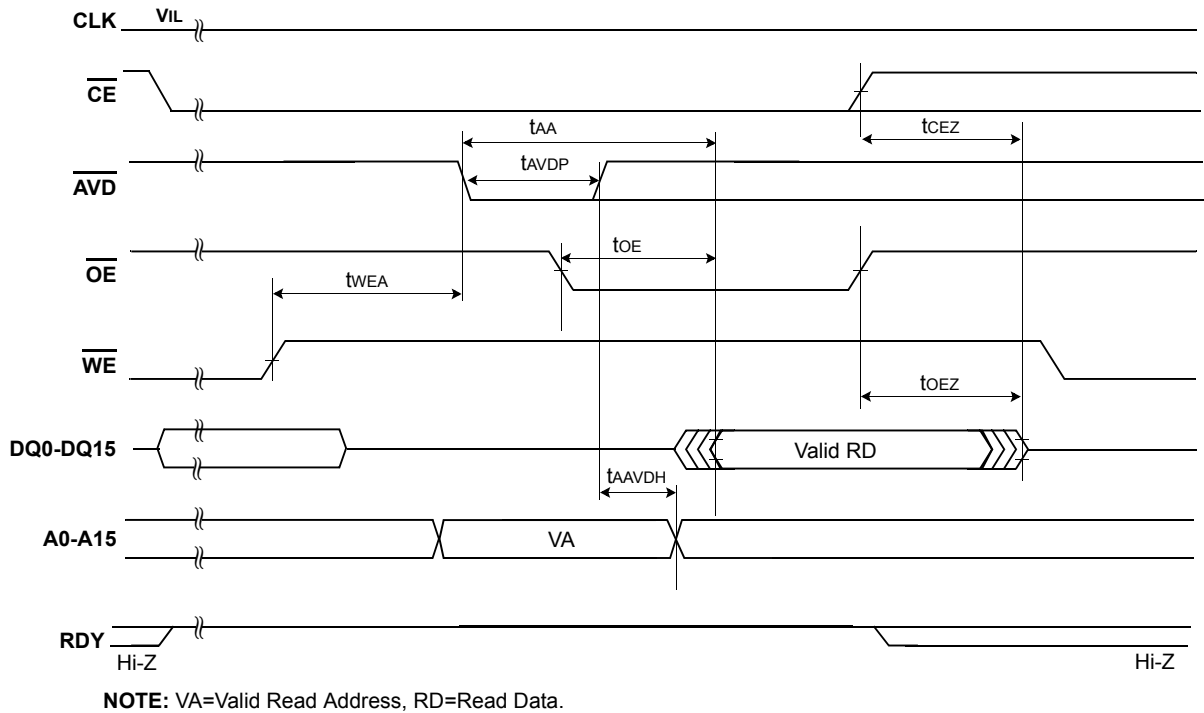 CLK VIL
CE
tAA
tCEZ
AVD
tAVDP
OE
tOE
tWEA
WE
tOEZ
DQ0-DQ15
Valid RD
tAAVDH
A0-A15
VA
RDY
Hi-Z
Hi-Z
NOTE: VA=Valid Read Address, RD=Read Data.